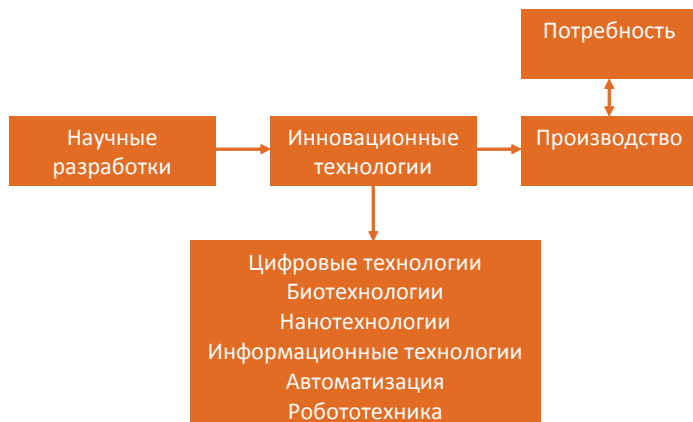 Потребность
Научные
разработки
Инновационные
технологии
Производство
Цифровые технологии
Биотехнологии
Нанотехнологии
Информационные технологии
Автоматизация
Робототехника